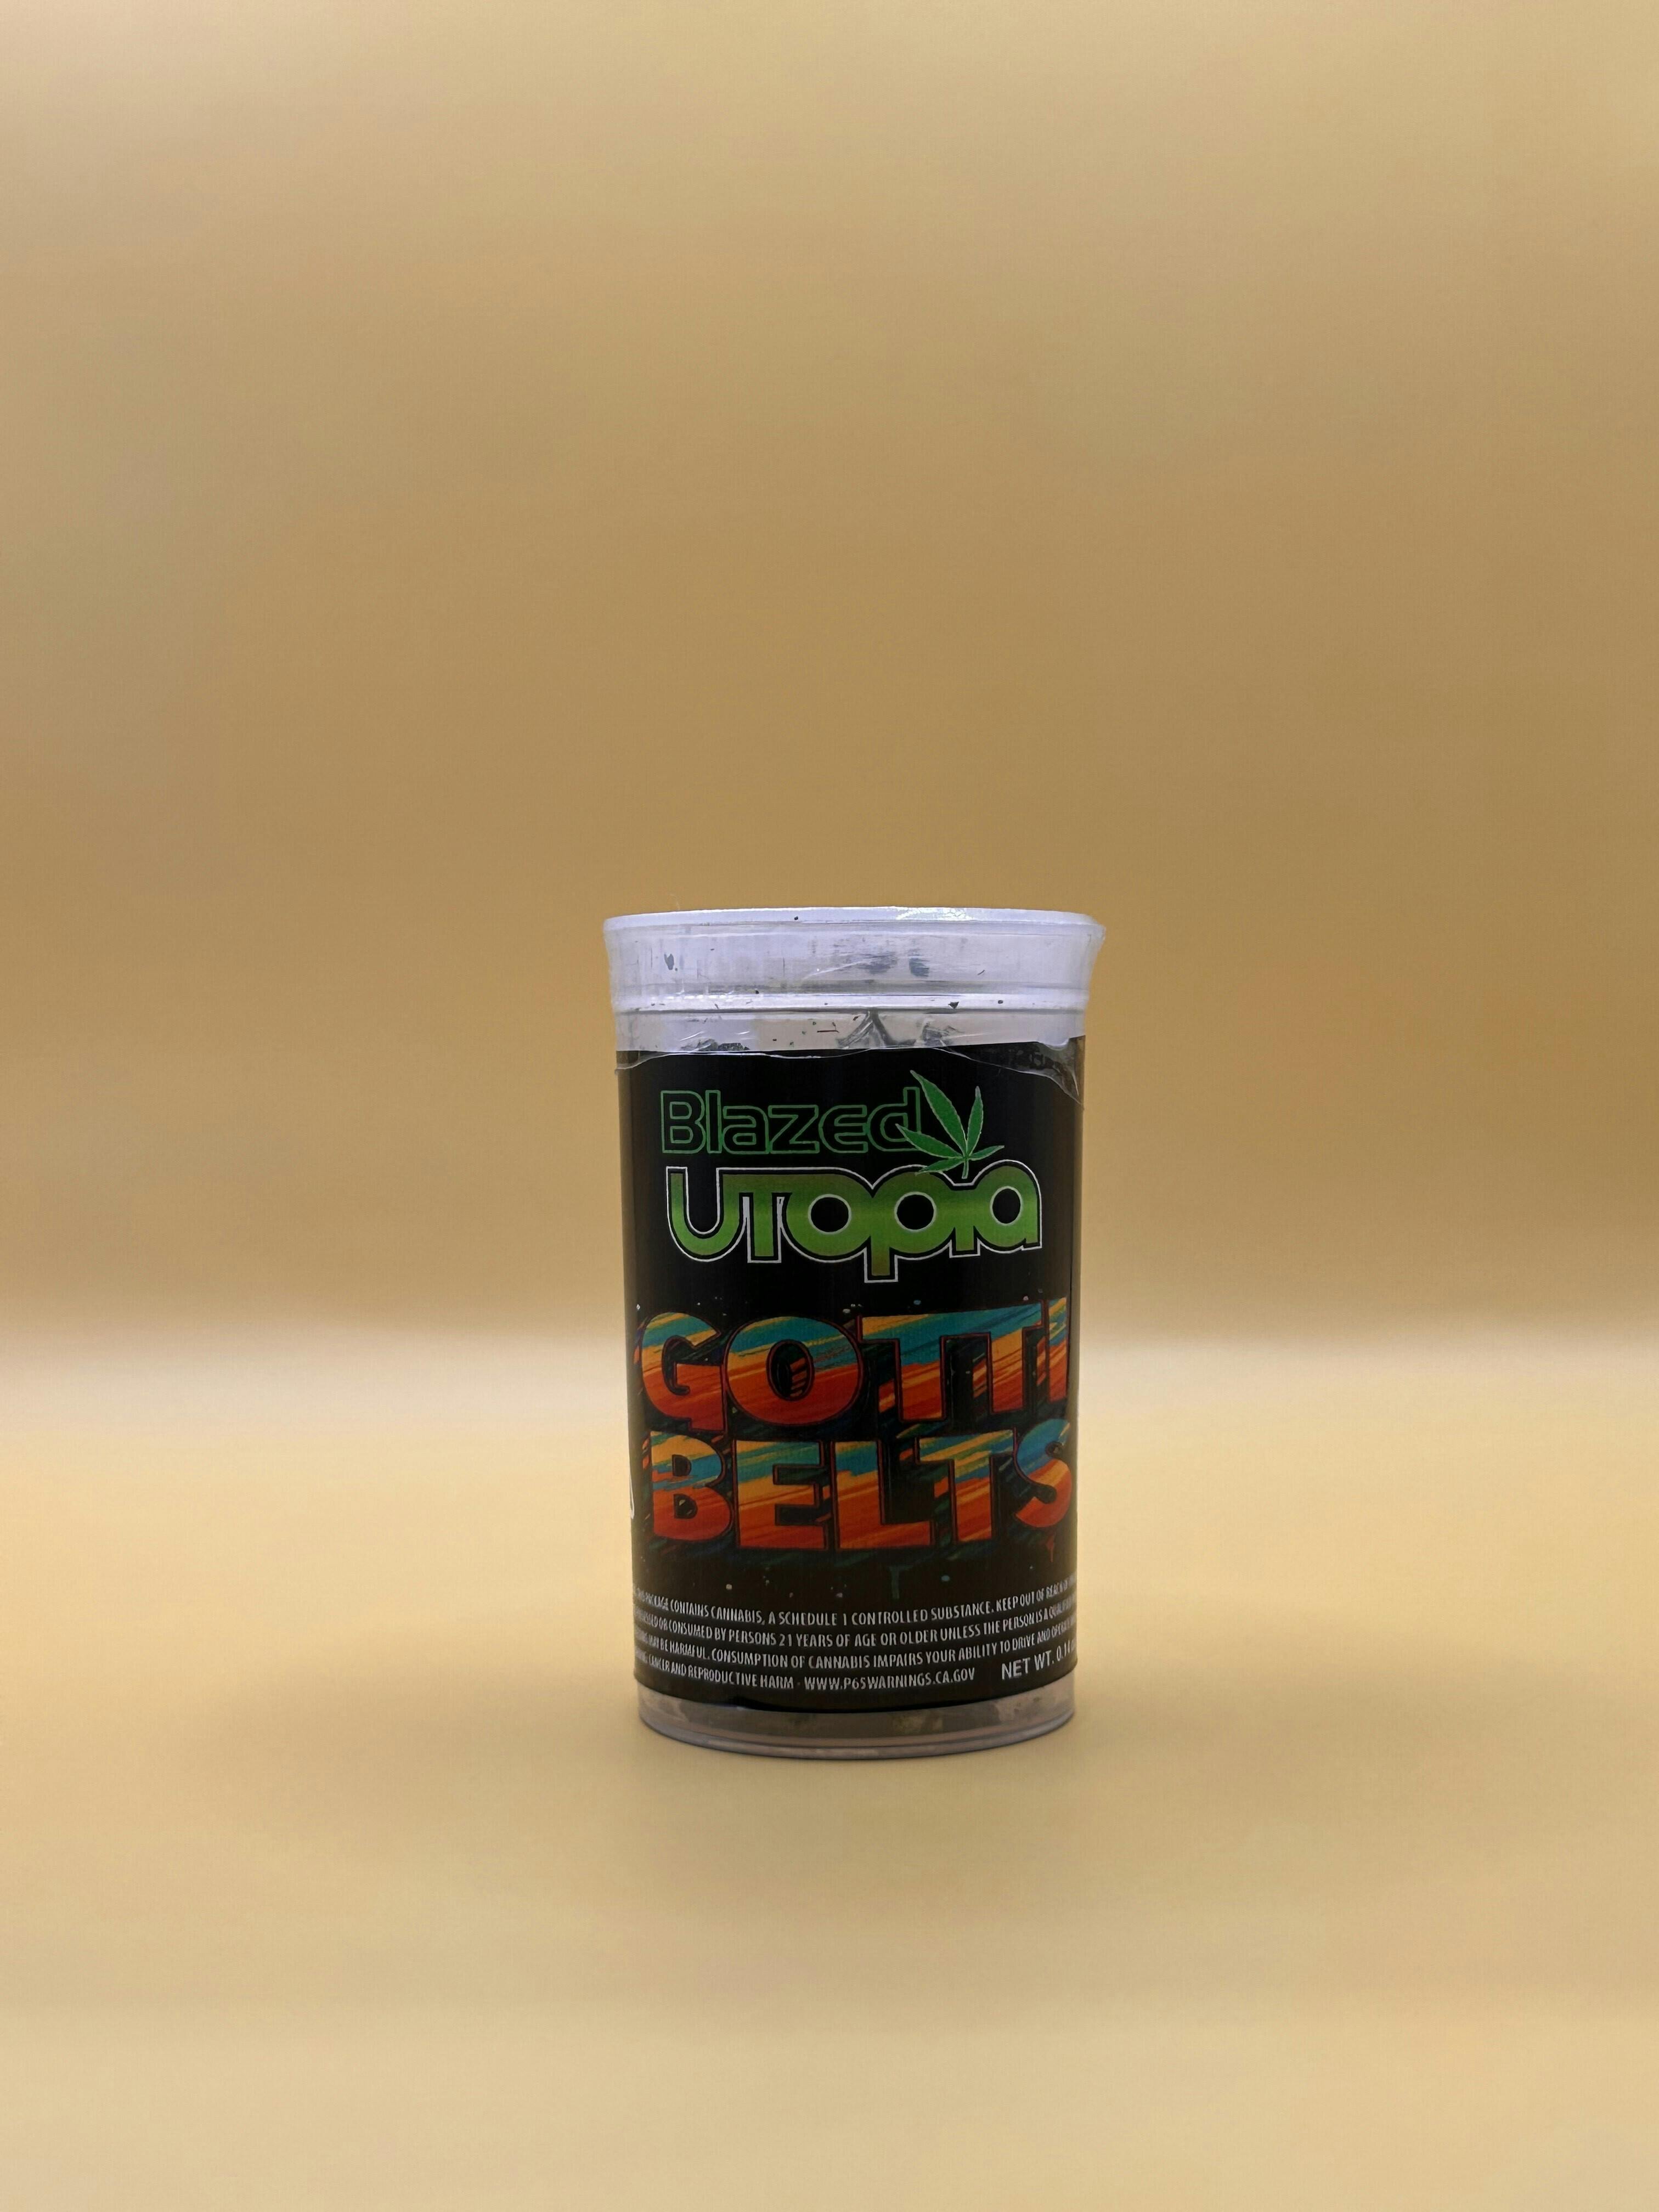 Blazed
UTOPIA
GOTTI
BELTS
PACKAGE CONTAINS CANNABIS, A SCHEDULE 1 CONTROLLED SUBSTANCE. KEEP OUT OF REACH OF
OR CONSUMED BY PERSONS 21 YEARS OF AGE OR OLDER UNLESS THE PERSON IS A
MAY BE HARMFUL. CONSUMPTION OF CANNABIS IMPAIRS YOUR ABILITY TO DRIVE AND
CANCER AND REPRODUCTIVE HARM - WWW.P65WARNINGS.CA.GOV NET WT.